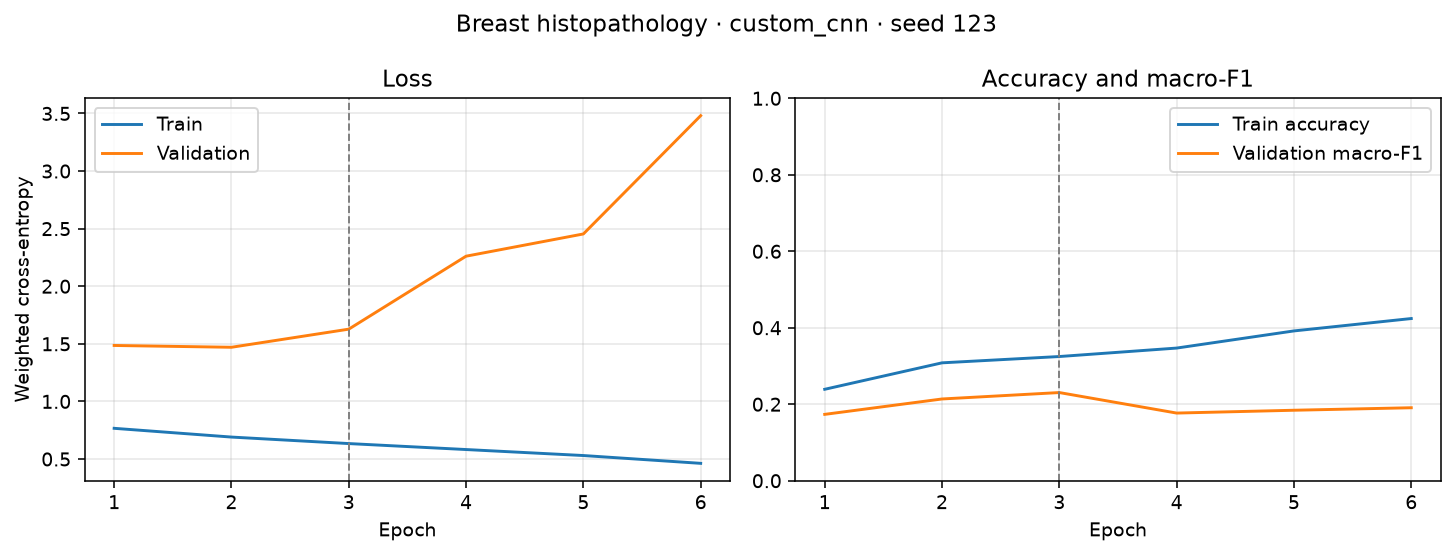 Breast histopathology · custom_cnn · seed 123
Loss
Weighted cross-entropy
3.5
3.0
2.5
2.0
1.5
1.0
0.5
Train
Validation
1 2 3 4 5 6
Epoch
Accuracy and macro-F1
1.0
0.8
0.6
0.4
0.2
0.0
Train accuracy
Validation macro-F1
1 2 3 4 5 6
Epoch